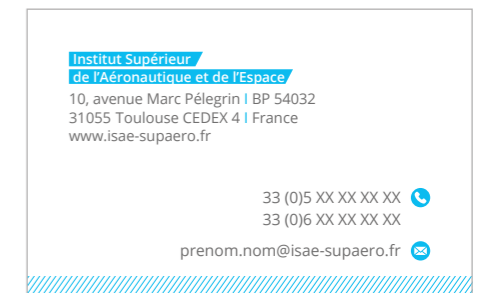 Institut Supérieur
de l'Aéronautique et de l'Espace
10, avenue Marc Pélegrin I BP 54032
31055 Toulouse CEDEX 4 I France
www.isae-supaero.fr
33 (0)5 XX XX XX XX
33 (0)6 XX XX XX XX
prenom.nom@isae-supaero.fr